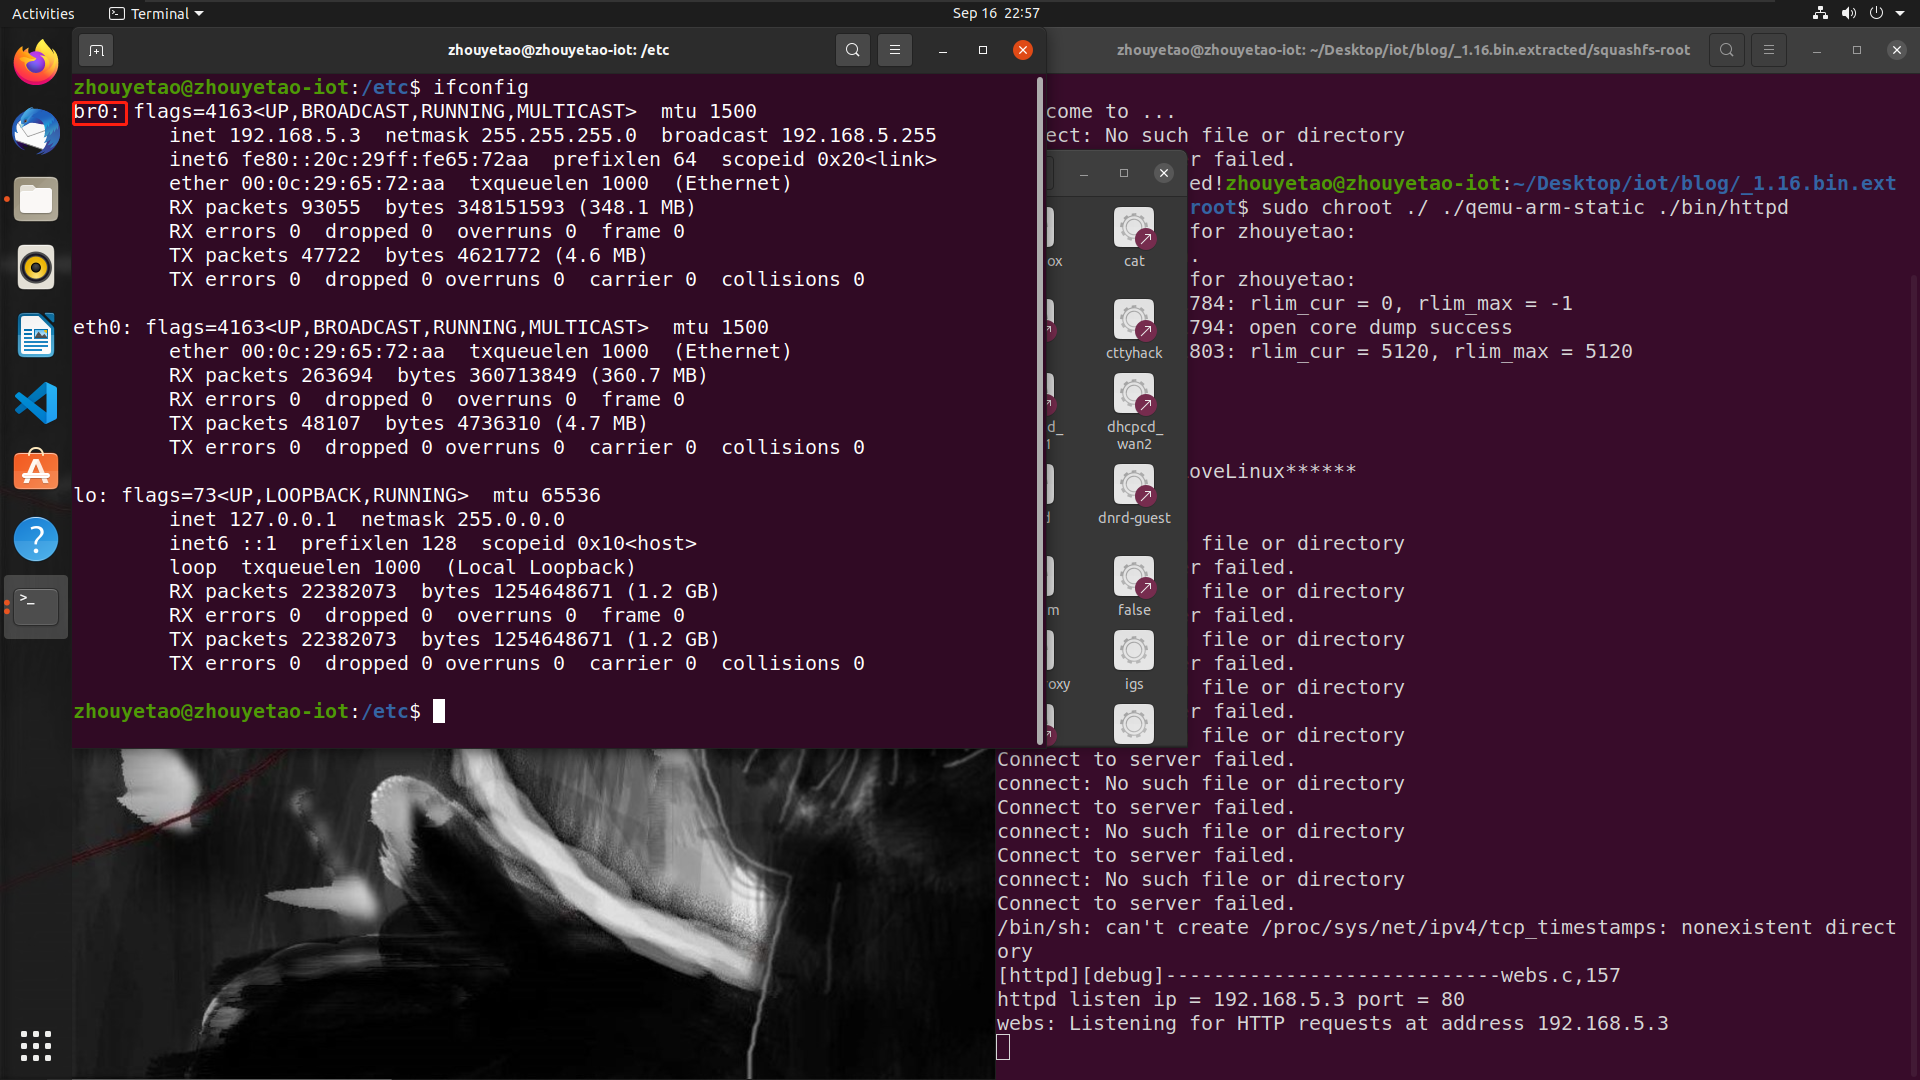 Activities
Terminal
Sep 16 22:57
zhouyetao@zhouyetao-iot: /etc
zhouyetao@zhouyetao-iot:/etc$ ifconfig
br0: flags=4163<UP,BROADCAST,RUNNING,MULTICAST>  mtu 1500
inet 192.168.5.3  netmask 255.255.255.0  broadcast 192.168.5.255
inet6 fe80::20c:29ff:fe65:72aa  prefixlen 64  scopeid 0x20<link>
ether 00:0c:29:65:72:aa  txqueuelen 1000  (Ethernet)
RX packets 93055  bytes 348151593 (348.1 MB)
RX errors 0  dropped 0  overruns 0  frame 0
TX packets 47722  bytes 4621772 (4.6 MB)
TX errors 0  dropped 0 overruns 0  carrier 0  collisions 0
eth0: flags=4163<UP,BROADCAST,RUNNING,MULTICAST>  mtu 1500
ether 00:0c:29:65:72:aa  txqueuelen 1000  (Ethernet)
RX packets 263694  bytes 360713849 (360.7 MB)
RX errors 0  dropped 0  overruns 0  frame 0
TX packets 48107  bytes 4736310 (4.7 MB)
TX errors 0  dropped 0 overruns 0  carrier 0  collisions 0
lo: flags=73<UP,LOOPBACK,RUNNING>  mtu 65536
inet 127.0.0.1  netmask 255.0.0.0
inet6 ::1  prefixlen 128  scopeid 0x10<host>
loop  txqueuelen 1000  (Local Loopback)
RX packets 22382073  bytes 1254648671 (1.2 GB)
RX errors 0  dropped 0  overruns 0  frame 0
TX packets 22382073  bytes 1254648671 (1.2 GB)
TX errors 0  dropped 0 overruns 0  carrier 0  collisions 0
zhouyetao@zhouyetao-iot:/etc$
ox
cat
cttyhack
d_
1
dhcpcd_
wan2
d
dnrd-guest
m
false
oxy
igs
zhouyetao@zhouyetao-iot: ~/Desktop/iot/blog/_1.16.bin.extracted/squashfs-root
come to ...
ect: No such file or directory
r failed.
ed!zhouyetao@zhouyetao-iot:~/Desktop/iot/blog/_1.16.bin.ext
root$ sudo chroot ./ ./qemu-arm-static ./bin/httpd
for zhouyetao:
.
for zhouyetao:
784: rlim_cur = 0, rlim_max = -1
794: open core dump success
803: rlim_cur = 5120, rlim_max = 5120
oveLinux******
file or directory
r failed.
file or directory
r failed.
file or directory
r failed.
file or directory
r failed.
file or directory
Connect to server failed.
connect: No such file or directory
Connect to server failed.
connect: No such file or directory
Connect to server failed.
connect: No such file or directory
Connect to server failed.
/bin/sh: can't create /proc/sys/net/ipv4/tcp_timestamps: nonexistent direct
ory
[httpd][debug]----------------------------webs.c,157
httpd listen ip = 192.168.5.3 port = 80
webs: Listening for HTTP requests at address 192.168.5.3